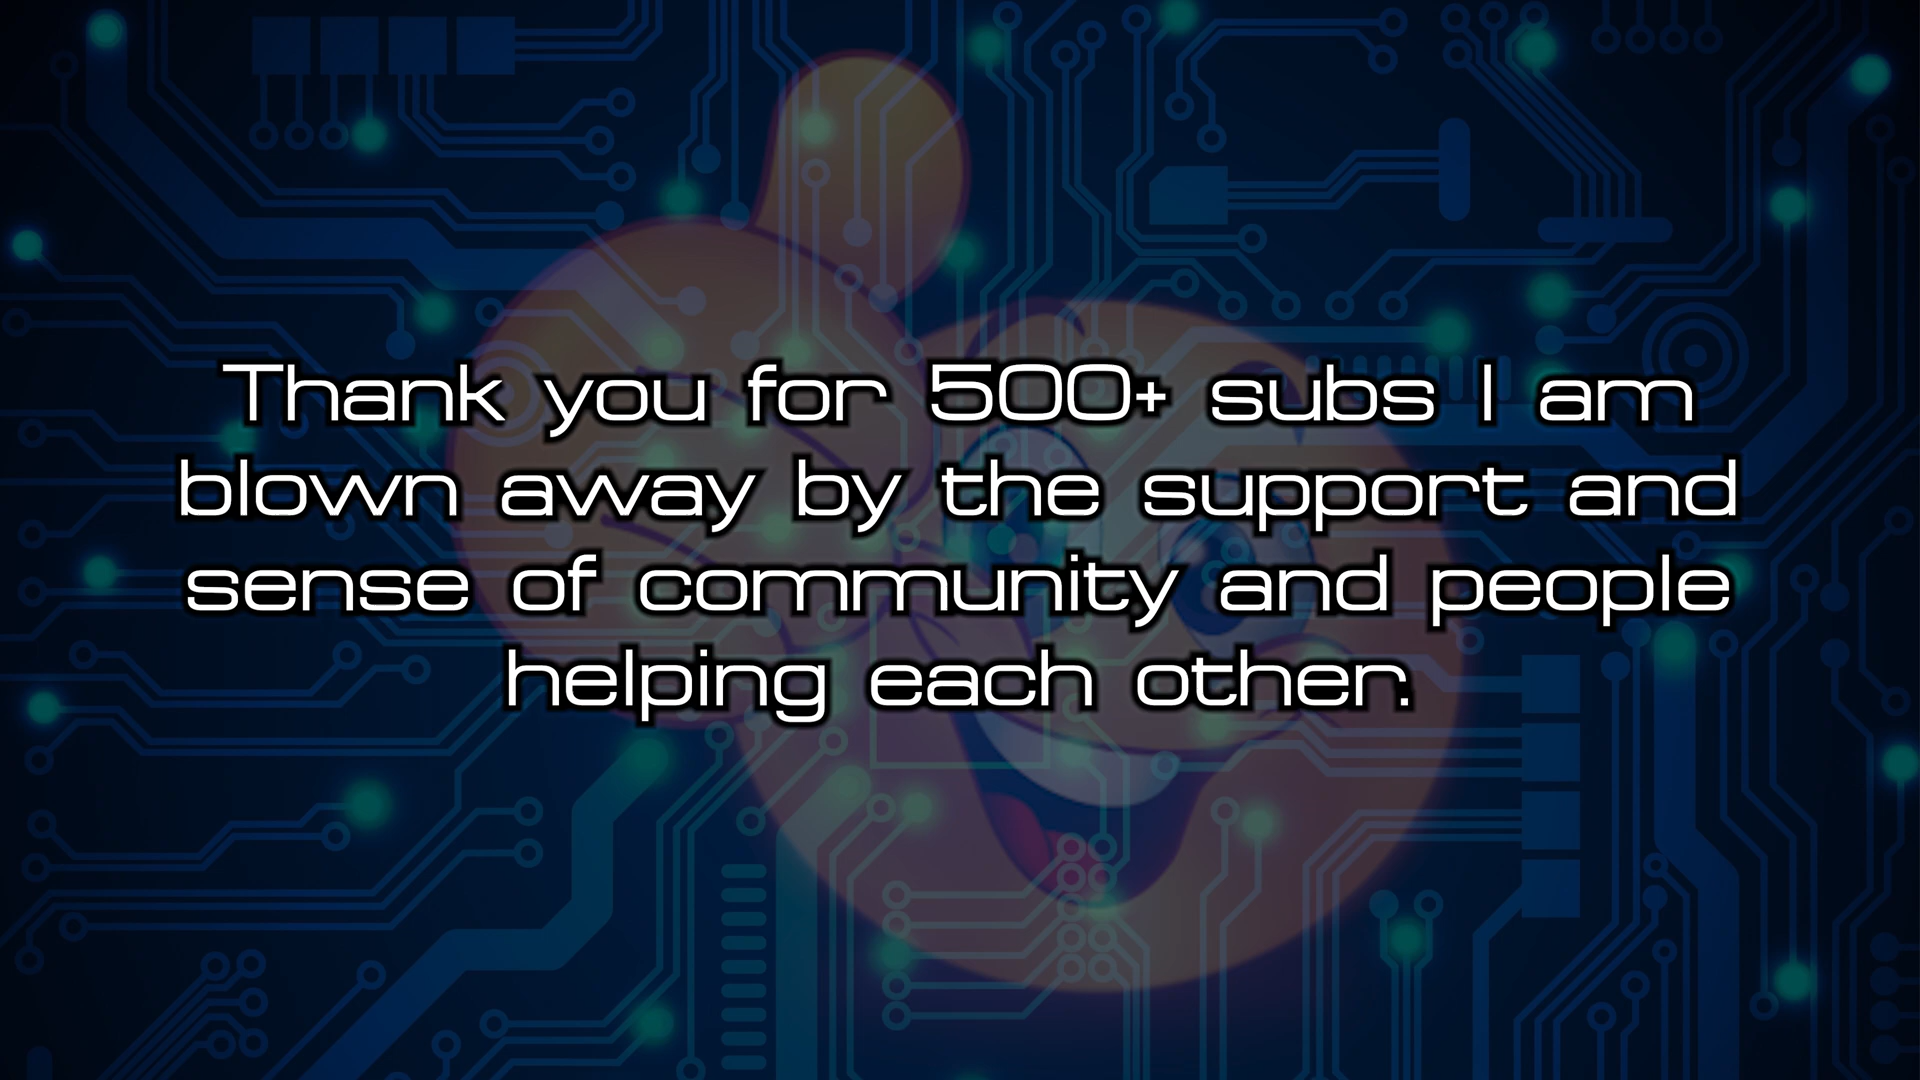 Thank you for 500+ subs I am
blown away by the support and
sense of community and people
helping each other.